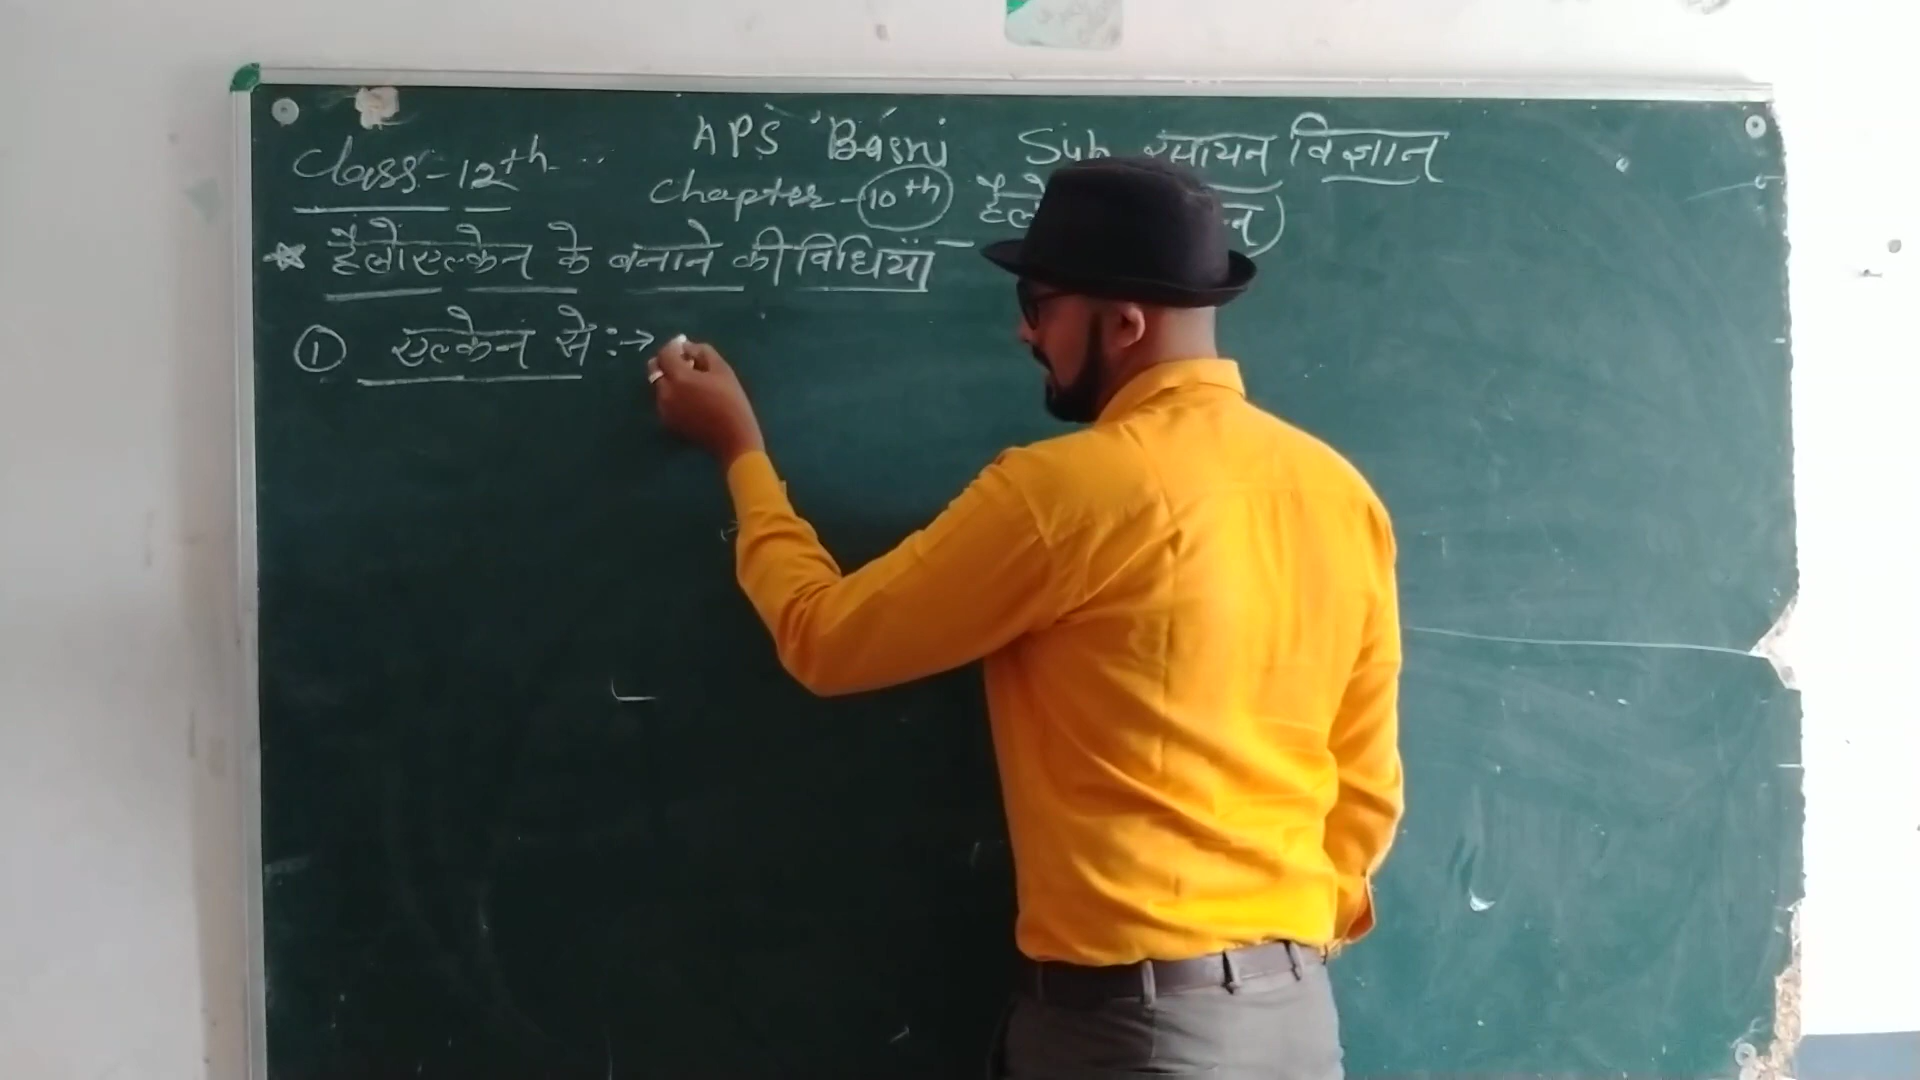 APS Basni Sub रसायन विज्ञान
Class-12th
Chapter-10th
* हैलोएल्केन के बनाने की विधियाँ
① एल्केन से :→